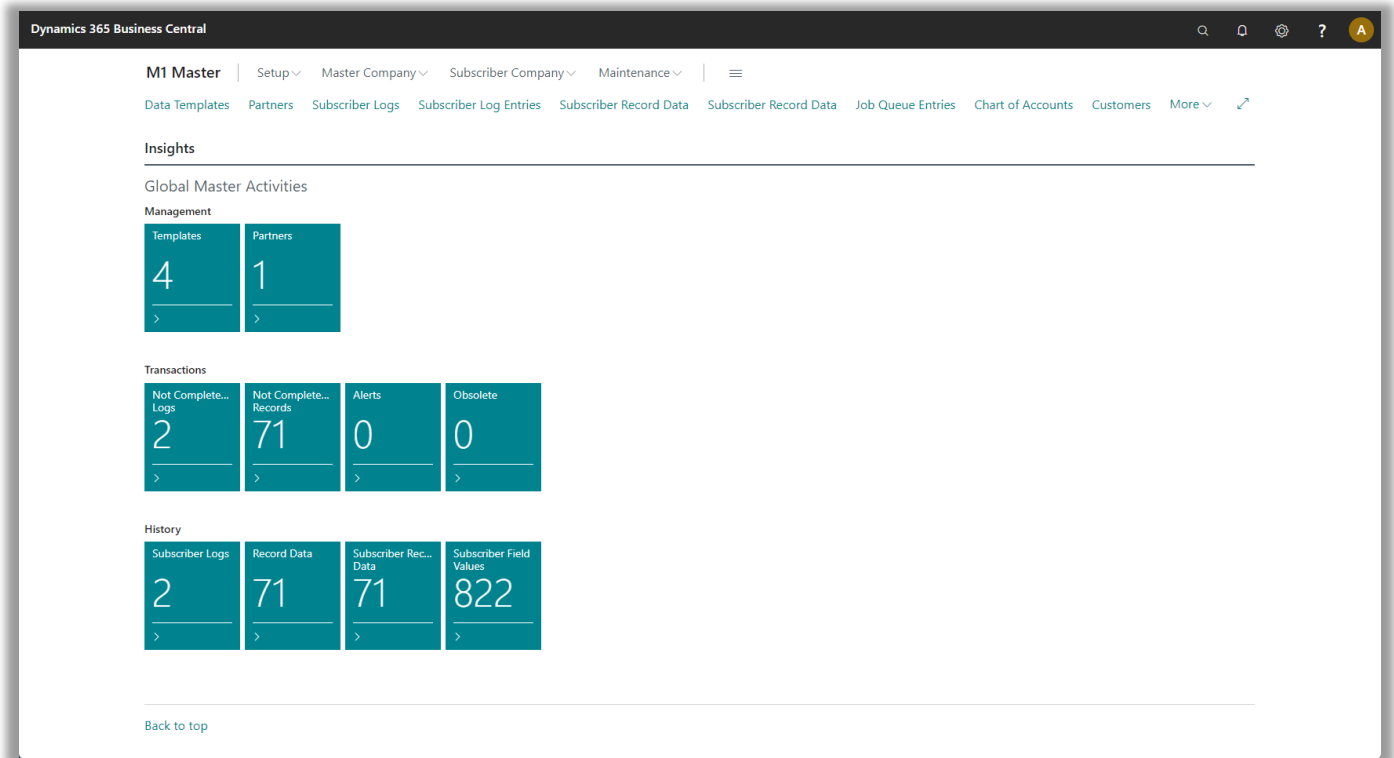 Dynamics 365 Business Central
? A
M1 Master Setup Master Company Subscriber Company Maintenance
Data Templates Partners Subscriber Logs Subscriber Log Entries Subscriber Record Data Subscriber Record Data Job Queue Entries Chart of Accounts Customers More
Insights
Global Master Activities
Management
Templates Partners
4 1
Transactions
Not Complete... Not Complete... Alerts Obsolete
Logs Records
2 71 0 0
History
Subscriber Logs Record Data Subscriber Rec... Subscriber Field
Data Values
2 71 71 822
Back to top